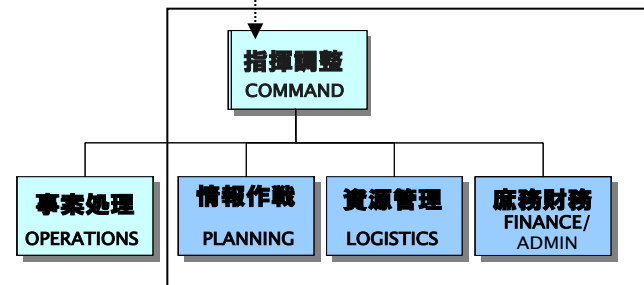 指揮調整
COMMAND
事案処理
OPERATIONS
情報作戦
PLANNING
資源管理
LOGISTICS
庶務財務
FINANCE/
ADMIN